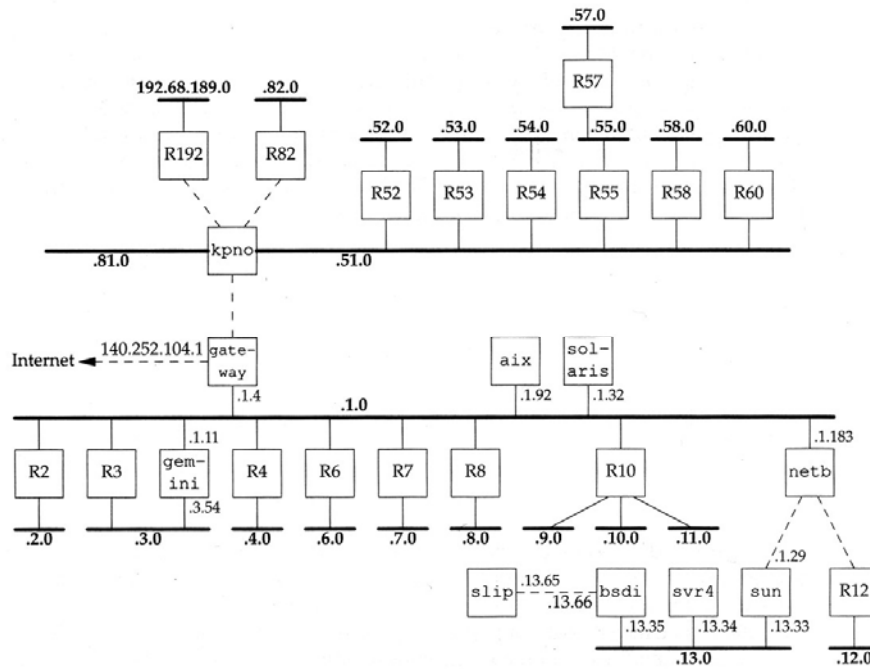 .57.0
R57
192.68.189.0 .82.0
.52.0 .53.0 .54.0 .55.0 .58.0 .60.0
R192 R82
R52 R53 R54 R55 R58 R60
kpno
.81.0 .51.0
Internet 140.252.104.1 gate-
way
aix
sol-
aris
.1.4 .1.92 .1.32
.1.0
.1.11 .1.183
R2 R3 gem-
ini
R4 R6 R7 R8 R10 netb
.3.54
.2.0 .3.0 .4.0 .6.0 .7.0 .8.0 .9.0 .10.0 .11.0
.1.29
slip .13.65
.13.66 bsdi svr4 sun R12
.13.35 .13.34 .13.33
.13.0 .12.0